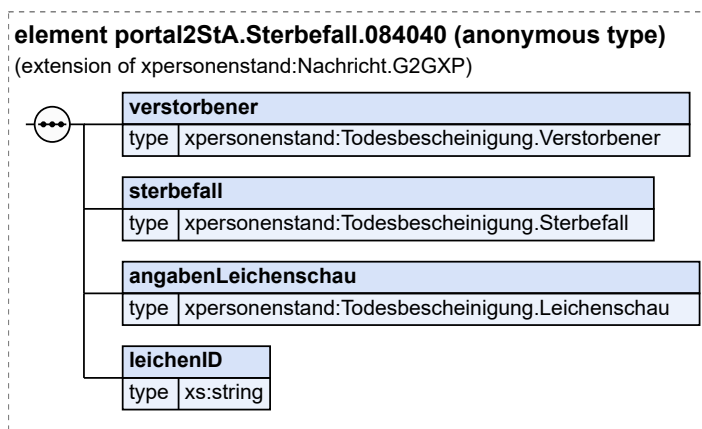 element portal2StA.Sterbefall.084040 (anonymous type)
(extension of xpersonenstand:Nachricht.G2GXP)
verstorbener
type xpersonenstand:Todesbescheinigung.Verstorbener
sterbefall
type xpersonenstand:Todesbescheinigung.Sterbefall
angabenLeichenschau
type xpersonenstand:Todesbescheinigung.Leichenschau
leichenID
type xs:string